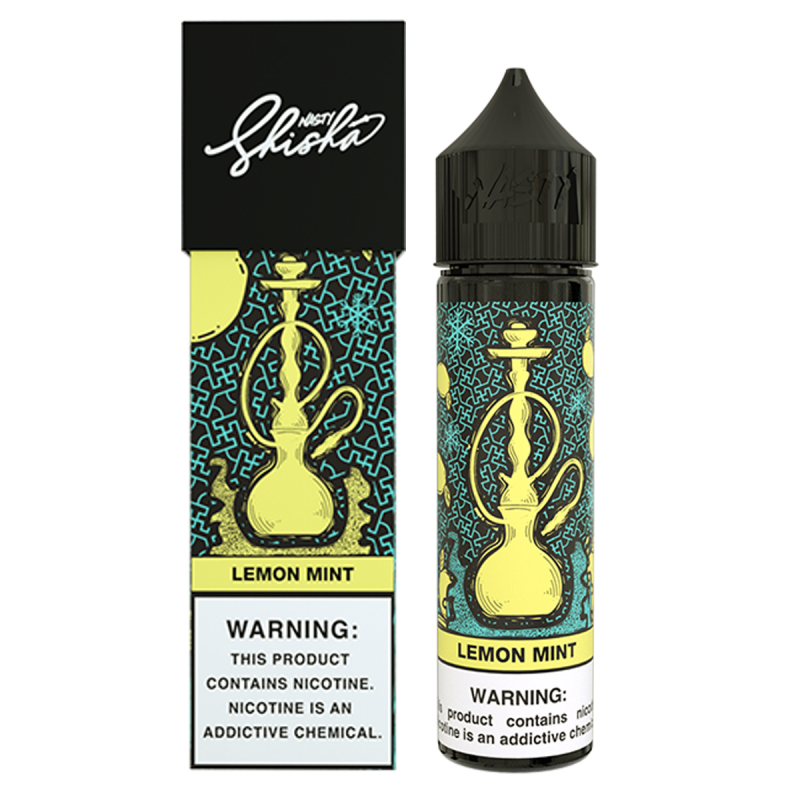 NASTY
Shisha
LEMON MINT
WARNING:
THIS PRODUCT
CONTAINS NICOTINE.
NICOTINE IS AN
ADDICTIVE CHEMICAL.
NASTY
LEMON MINT
WARNING:
product contains
is an addictive